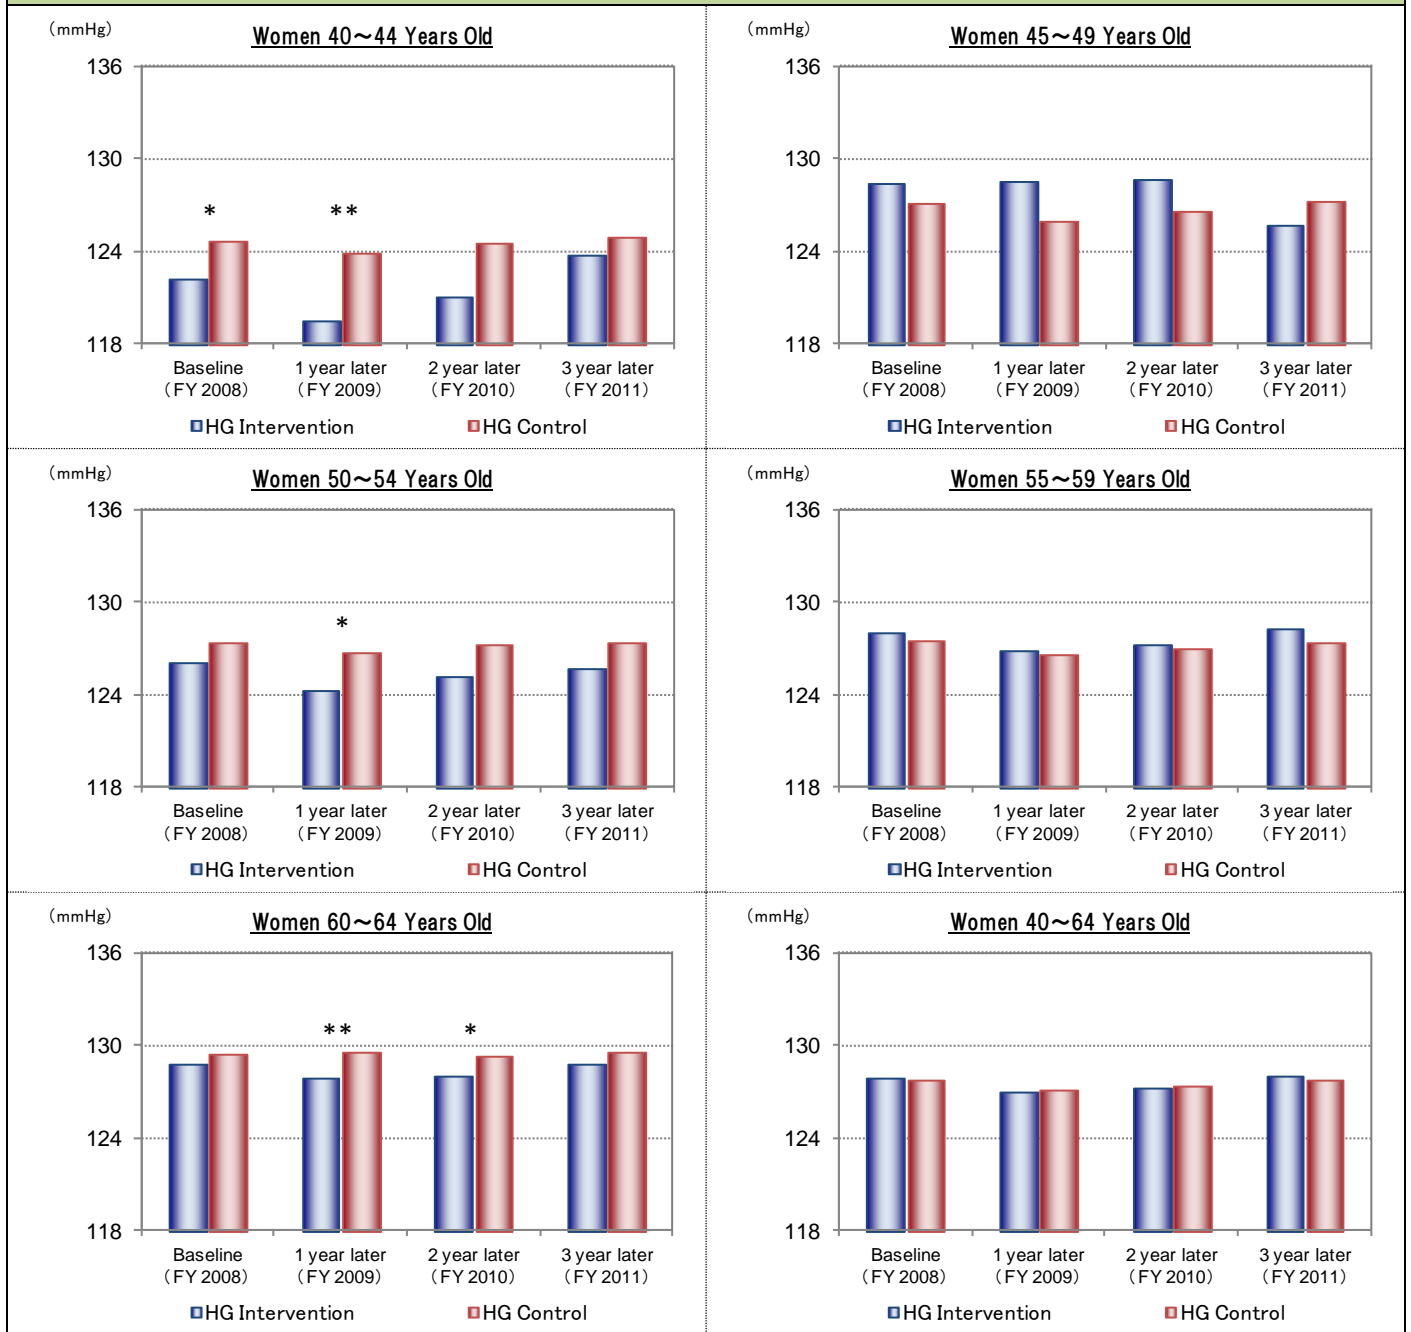 （mmHg）
Women 40～44 Years Old
136
130
* **
124
118
Baseline 1 year later 2 year later 3 year later
（FY 2008） （FY 2009） （FY 2010） （FY 2011）
HG Intervention HG Control
（mmHg）
Women 45～49 Years Old
136
130
124
118
Baseline 1 year later 2 year later 3 year later
（FY 2008） （FY 2009） （FY 2010） （FY 2011）
HG Intervention HG Control
（mmHg）
Women 50～54 Years Old
136
130
*
124
118
Baseline 1 year later 2 year later 3 year later
（FY 2008） （FY 2009） （FY 2010） （FY 2011）
HG Intervention HG Control
（mmHg）
Women 55～59 Years Old
136
130
124
118
Baseline 1 year later 2 year later 3 year later
（FY 2008） （FY 2009） （FY 2010） （FY 2011）
HG Intervention HG Control
（mmHg）
Women 60～64 Years Old
136
** *
130
124
118
Baseline 1 year later 2 year later 3 year later
（FY 2008） （FY 2009） （FY 2010） （FY 2011）
HG Intervention HG Control
（mmHg）
Women 40～64 Years Old
136
130
124
118
Baseline 1 year later 2 year later 3 year later
（FY 2008） （FY 2009） （FY 2010） （FY 2011）
HG Intervention HG Control